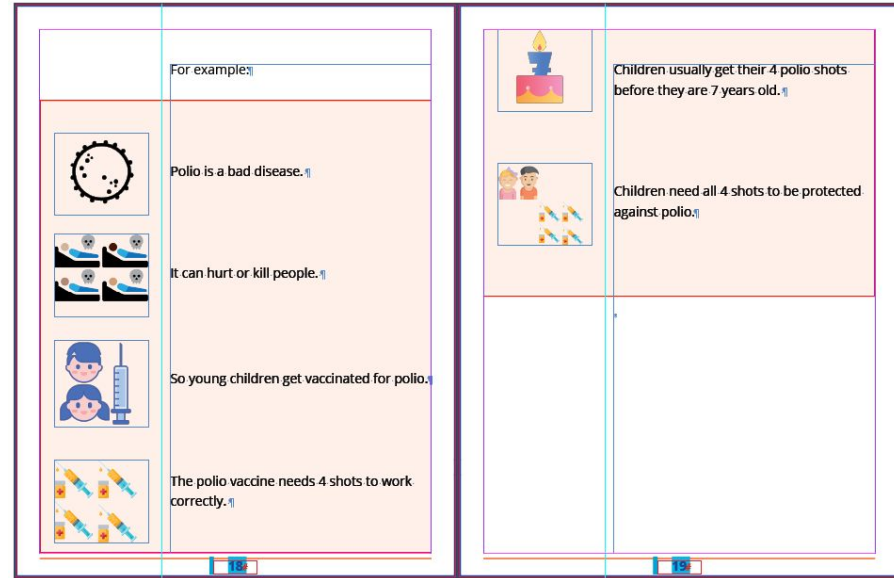 For example:
Polio is a bad disease.
It can hurt or kill people.
So young children get vaccinated for polio.
The polio vaccine needs 4 shots to work
correctly.
18
Children usually get their 4 polio shots
before they are 7 years old.
Children need all 4 shots to be protected
against polio.
19